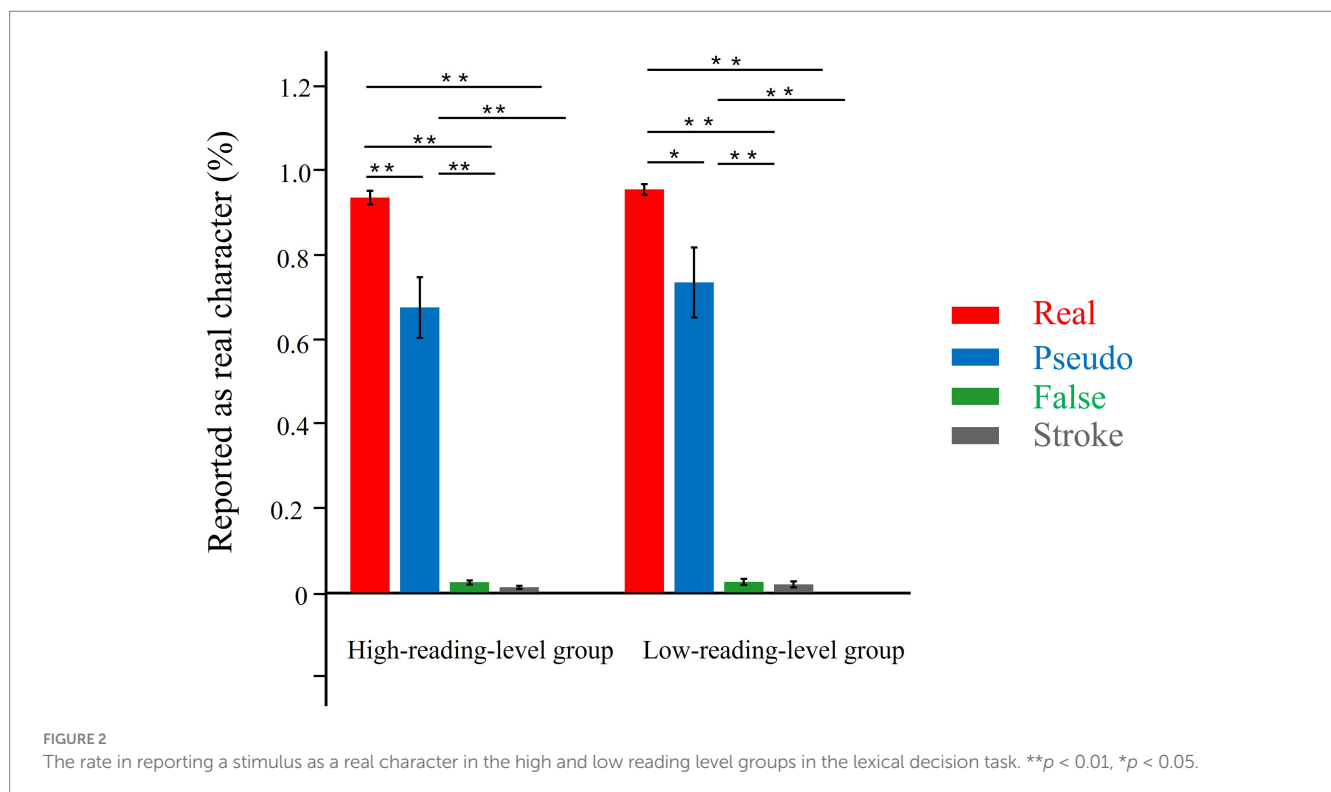 Reported as real character (%)
1.2
1.0
0.8
0.6
0.4
0.2
0
* *
**
**
** **
* *
* *
* *
* **
High-reading-level group Low-reading-level group
Real
Pseudo
False
Stroke
FIGURE 2
The rate in reporting a stimulus as a real character in the high and low reading level groups in the lexical decision task. **p < 0.01, *p < 0.05.